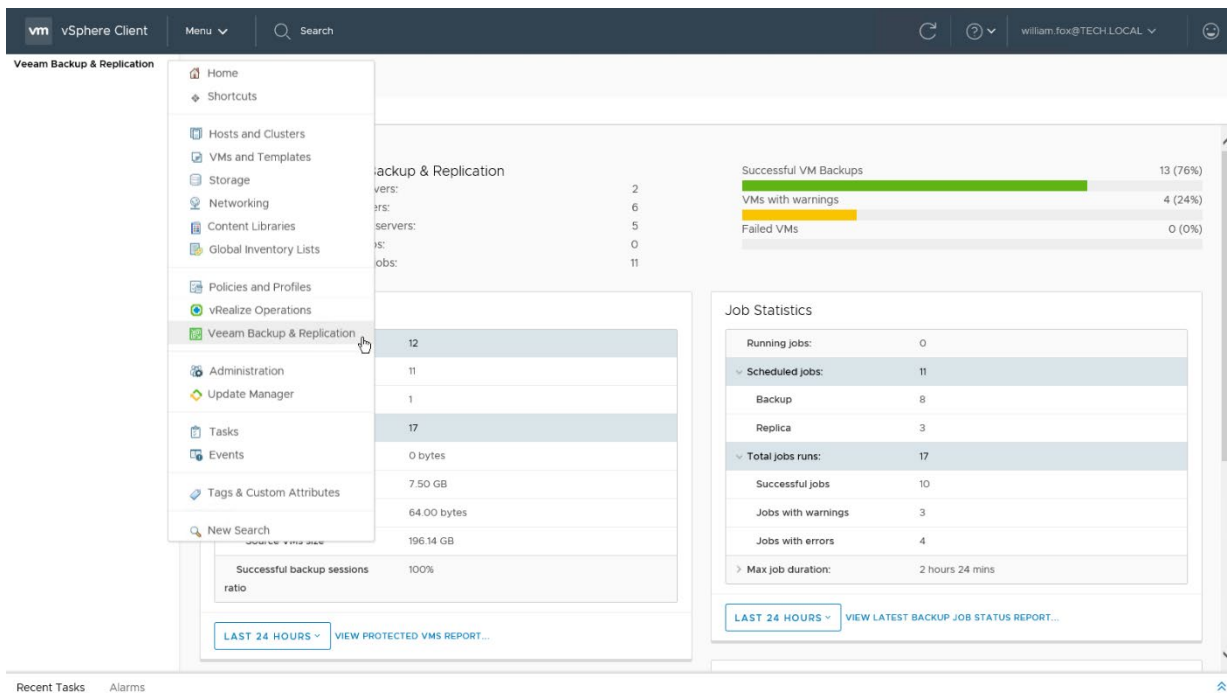 vm vSphere Client Menu Search william.fox@TECH.LOCAL
Veeam Backup & Replication
Home
Shortcuts
Hosts and Clusters
VMs and Templates
Storage
Networking
Content Libraries
Global Inventory Lists
Policies and Profiles
vRealize Operations
Veeam Backup & Replication
Administration
Update Manager
Tasks
Events
Tags & Custom Attributes
New Search
Backup & Replication
vers: 2
ers: 6
servers: 5
os: 0
obs: 11
Successful VM Backups 13 (76%)
VMs with warnings 4 (24%)
Failed VMs 0 (0%)
12
11
1
17
0 bytes
7.50 GB
64.00 bytes
Source VMs size 196.14 GB
Successful backup sessions 100%
ratio
LAST 24 HOURS VIEW PROTECTED VMS REPORT...
Job Statistics
Running jobs: 0
Scheduled jobs: 11
Backup 8
Replica 3
Total jobs runs: 17
Successful jobs 10
Jobs with warnings 3
Jobs with errors 4
Max job duration: 2 hours 24 mins
LAST 24 HOURS VIEW LATEST BACKUP JOB STATUS REPORT...
Recent Tasks Alarms